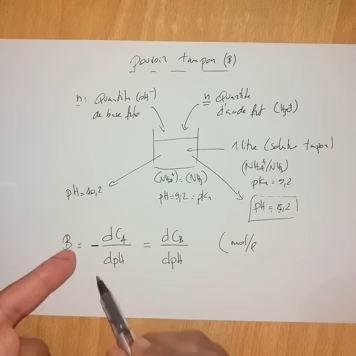 Pouvoir tampon (B)
n: Quantité (OH⁻)
de base forte
n Quantité
d'acide fort (H₃O⁺)
1 litre (solution tampon)
(NH₄⁺/NH₃)
pKa = 9,2
(NH₄⁺) = (NH₃)
pH = 9,2 = pKa
pH = 10,2
pH = 8,2
B = - dCA/dpH = dCB/dpH (mol/l